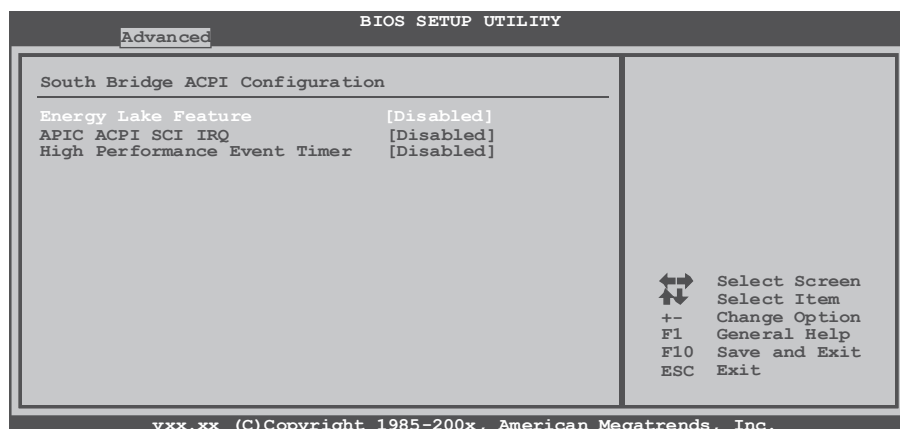 BIOS SETUP UTILITY
Advanced
South Bridge ACPI Configuration
Energy Lake Feature [Disabled]
APIC ACPI SCI IRQ [Disabled]
High Performance Event Timer [Disabled]
Select Screen
Select Item
+- Change Option
F1 General Help
F10 Save and Exit
ESC Exit
vxx.xx (C)Copyright 1985-200x, American Megatrends, Inc.